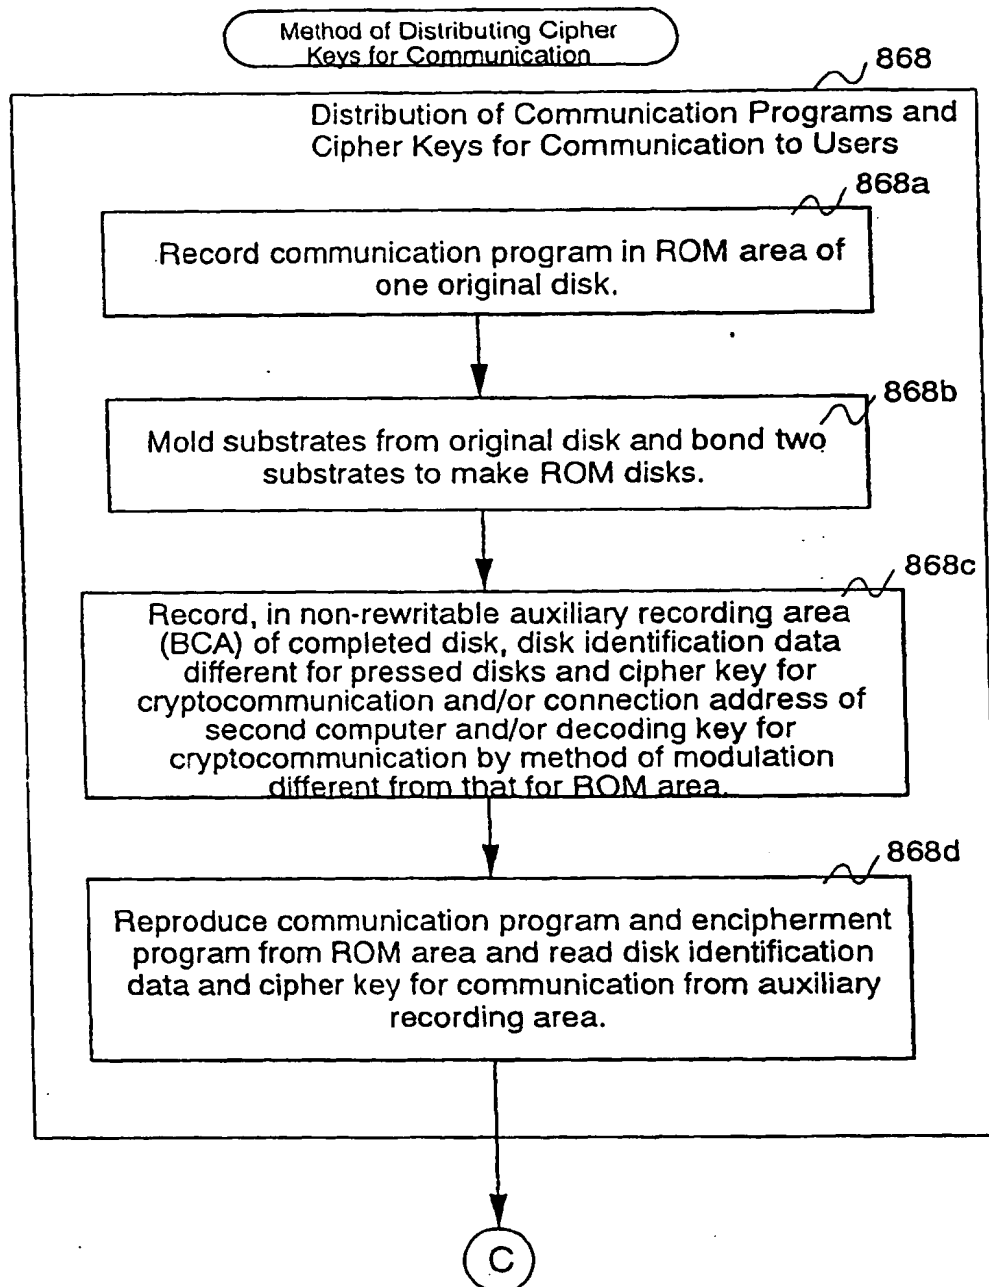 Method of Distributing Cipher
Keys for Communication
868
Distribution of Communication Programs and
Cipher Keys for Communication to Users
868a
Record communication program in ROM area of
one original disk.
868b
Mold substrates from original disk and bond two
substrates to make ROM disks.
868c
Record, in non-rewritable auxiliary recording area
(BCA) of completed disk, disk identification data
different for pressed disks and cipher key for
cryptocommunication and/or connection address of
second computer and/or decoding key for
cryptocommunication by method of modulation
different from that for ROM area.
868d
Reproduce communication program and encipherment
program from ROM area and read disk identification
data and cipher key for communication from auxiliary
recording area.
C